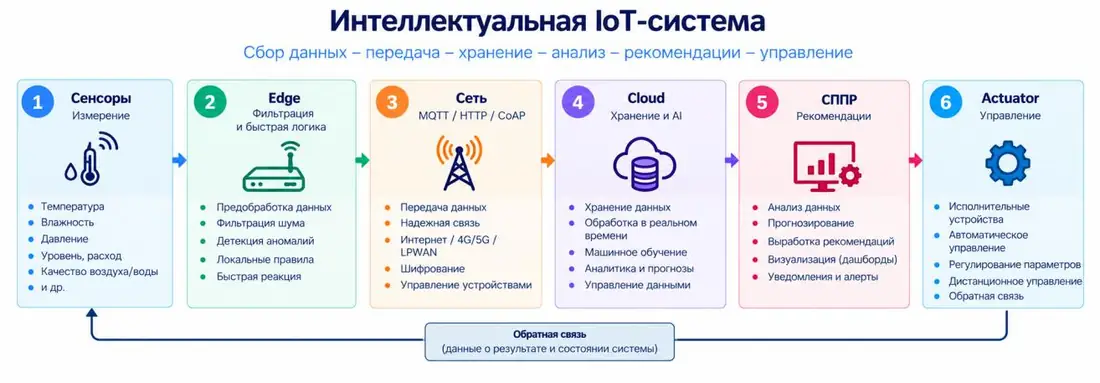 Интеллектуальная IoT-система
Сбор данных – передача – хранение – анализ – рекомендации – управление
1
Сенсоры
Измерение
Температура
Влажность
Давление
Уровень, расход
Качество воздуха/воды
и др.
2
Edge
Фильтрация
и быстрая логика
Предобработка данных
Фильтрация шума
Детекция аномалий
Локальные правила
Быстрая реакция
3
Сеть
MQTT / HTTP / CoAP
Передача данных
Надежная связь
Интернет / 4G/5G /
LPWAN
Шифрование
Управление устройствами
4
Cloud
Хранение и AI
Хранение данных
Обработка в реальном
времени
Машинное обучение
Аналитика и прогнозы
Управление данными
5
СППР
Рекомендации
Анализ данных
Прогнозирование
Выработка рекомендаций
Визуализация (дашборды)
Уведомления и алерты
6
Actuator
Управление
Исполнительные
устройства
Автоматическое
управление
Регулирование параметров
Дистанционное управление
Обратная связь
Обратная связь
(данные о результате и состоянии системы)